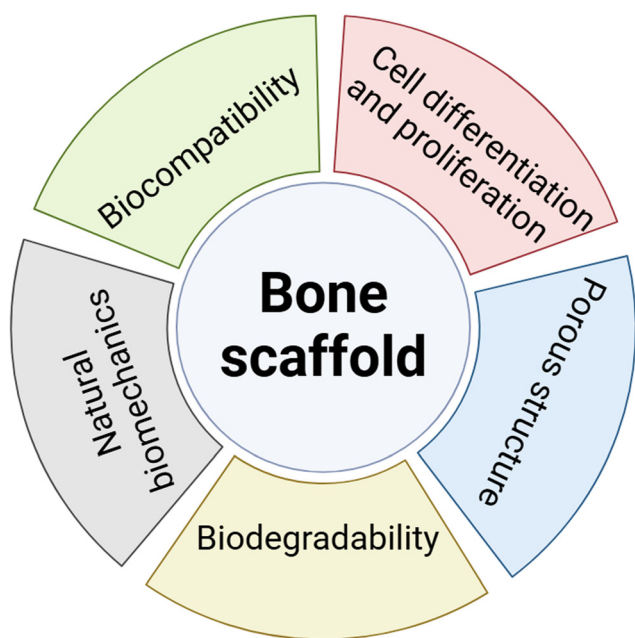 Bone
scaffold
Biocompatibility
Cell differentiation
and proliferation
Porous structure
Biodegradability
Natural
biomechanics